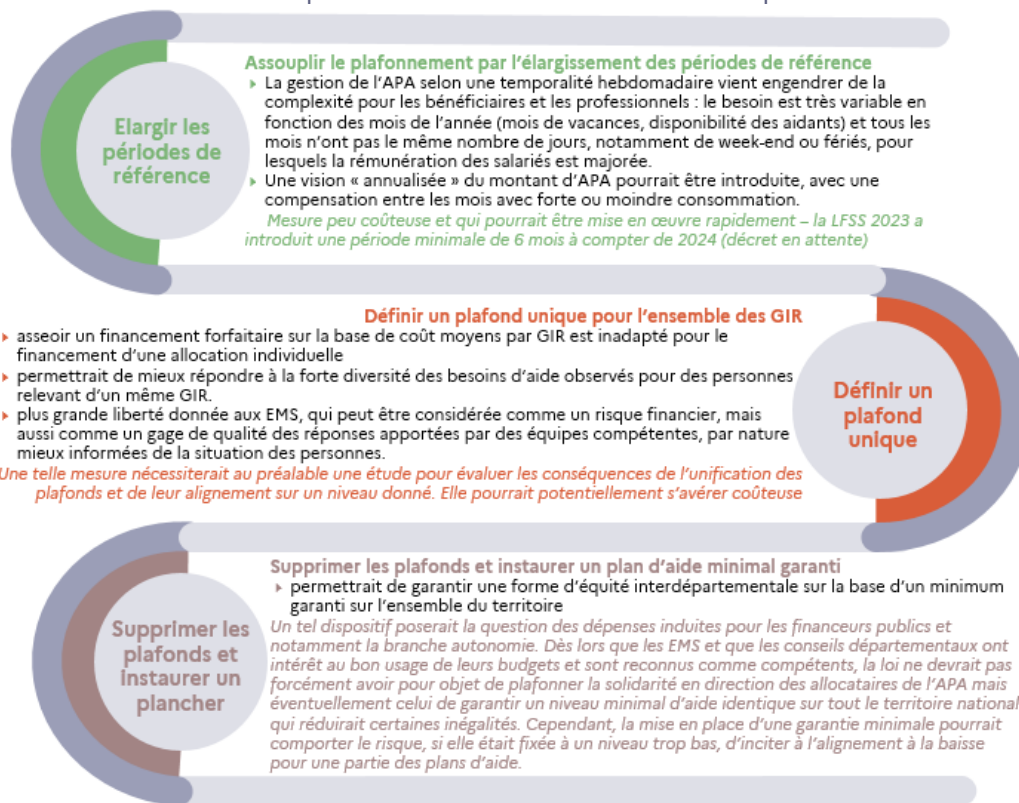 Elargir les
périodes de
référence
Assouplir le plafonnement par l'élargissement des périodes de référence
La gestion de l'APA selon une temporalité hebdomadaire vient engendrer de la
complexité pour les bénéficiaires et les professionnels : le besoin est très variable en
fonction des mois de l'année (mois de vacances, disponibilité des aidants) et tous les
mois n'ont pas le même nombre de jours, notamment de week-end ou fériés, pour
lesquels la rémunération des salariés est majorée.
Une vision « annualisée » du montant d'APA pourrait être introduite, avec une
compensation entre les mois avec forte ou moindre consommation.
Mesure peu coûteuse et qui pourrait être mise en œuvre rapidement – la LFSS 2023 a
introduit une période minimale de 6 mois à compter de 2024 (décret en attente)
Définir un plafond unique pour l'ensemble des GIR
asseoir un financement forfaitaire sur la base de coût moyens par GIR est inadapté pour le
financement d'une allocation individuelle
permettrait de mieux répondre à la forte diversité des besoins d'aide observés pour des personnes
relevant d'un même GIR.
plus grande liberté donnée aux EMS, qui peut être considérée comme un risque financier, mais
aussi comme un gage de qualité des réponses apportées par des équipes compétentes, par nature
mieux informées de la situation des personnes.
Une telle mesure nécessiterait au préalable une étude pour évaluer les conséquences de l'unification des
plafonds et de leur alignement sur un niveau donné. Elle pourrait potentiellement s'avérer coûteuse
Définir un
plafond
unique
Supprimer les
plafonds et
instaurer un
plancher
Supprimer les plafonds et instaurer un plan d'aide minimal garanti
permettrait de garantir une forme d'équité interdépartementale sur la base d'un minimum
garanti sur l'ensemble du territoire
Un tel dispositif poserait la question des dépenses induites pour les financeurs publics et
notamment la branche autonomie. Dès lors que les EMS et que les conseils départementaux ont
intérêt au bon usage de leurs budgets et sont reconnus comme compétents, la loi ne devrait pas
forcément avoir pour objet de plafonner la solidarité en direction des allocataires de l'APA mais
éventuellement celui de garantir un niveau minimal d'aide identique sur tout le territoire national
qui réduirait certaines inégalités. Cependant, la mise en place d'une garantie minimale pourrait
comporter le risque, si elle était fixée à un niveau trop bas, d'inciter à l'alignement à la baisse
pour une partie des plans d'aide.